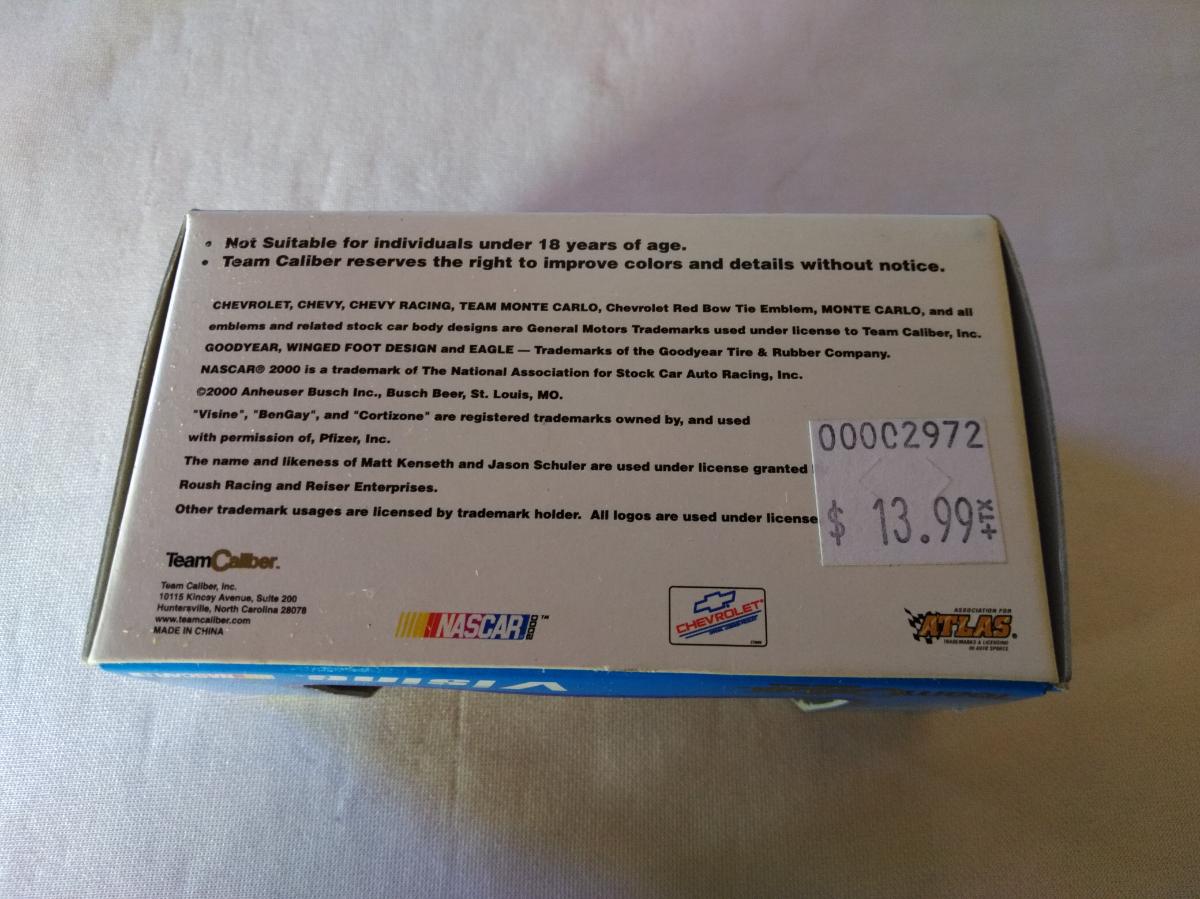 • Not Suitable for individuals under 18 years of age.
• Team Caliber reserves the right to improve colors and details without notice.
CHEVROLET, CHEVY, CHEVY RACING, TEAM MONTE CARLO, Chevrolet Red Bow Tie Emblem, MONTE CARLO, and all
emblems and related stock car body designs are General Motors Trademarks used under license to Team Caliber, Inc.
GOODYEAR, WINGED FOOT DESIGN and EAGLE — Trademarks of the Goodyear Tire & Rubber Company.
NASCAR® 2000 is a trademark of The National Association for Stock Car Auto Racing, Inc.
©2000 Anheuser Busch Inc., Busch Beer, St. Louis, MO.
"Visine", "BenGay", and "Cortizone" are registered trademarks owned by, and used
with permission of, Pfizer, Inc.
The name and likeness of Matt Kenseth and Jason Schuler are used under license granted
Roush Racing and Reiser Enterprises.
Other trademark usages are licensed by trademark holder. All logos are used under license
00002972
$ 13.99+TX
TeamCaliber.
Team Caliber, Inc.
10115 Kincey Avenue, Suite 200
Huntersville, North Carolina 28078
www.teamcaliber.com
MADE IN CHINA
NASCAR 2000™
CHEVROLET
ASSOCIATION FOR
ATLAS®
TRADEMARKS & LICENSING
IN AUTO SPORTS
Visine